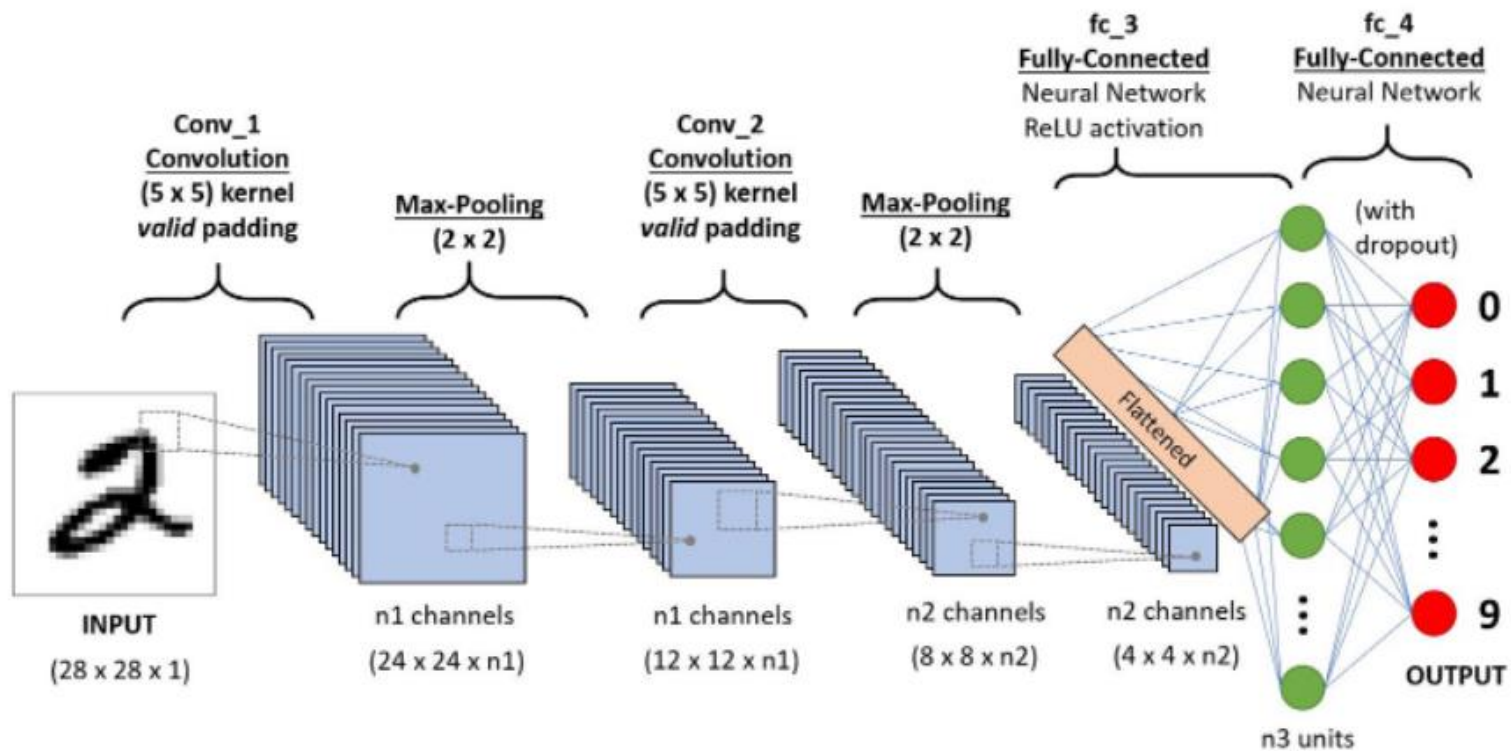 Conv_1
Convolution
(5 x 5) kernel
valid padding
Max-Pooling
(2 x 2)
Conv_2
Convolution
(5 x 5) kernel
valid padding
Max-Pooling
(2 x 2)
fc_3
Fully-Connected
Neural Network
ReLU activation
fc_4
Fully-Connected
Neural Network
(with
dropout)
2
Flattened
0
1
2
9
OUTPUT
INPUT
(28 x 28 x 1)
n1 channels
(24 x 24 x n1)
n1 channels
(12 x 12 x n1)
n2 channels
(8 x 8 x n2)
n2 channels
(4 x 4 x n2)
n3 units